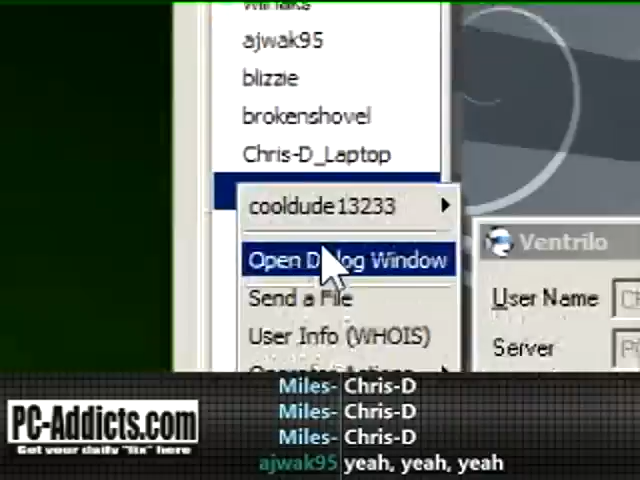 ajwak95
blizzie
brokenshovel
Chris-D_Laptop
cooldude13233
Open Dialog Window
Send a File
User Info (WHOIS)
Ventrilo
User Name
Server
Miles- Chris-D
Miles- Chris-D
Miles- Chris-D
ajwak95 yeah, yeah, yeah
PC-Addicts.com
Get your daily "fix" here